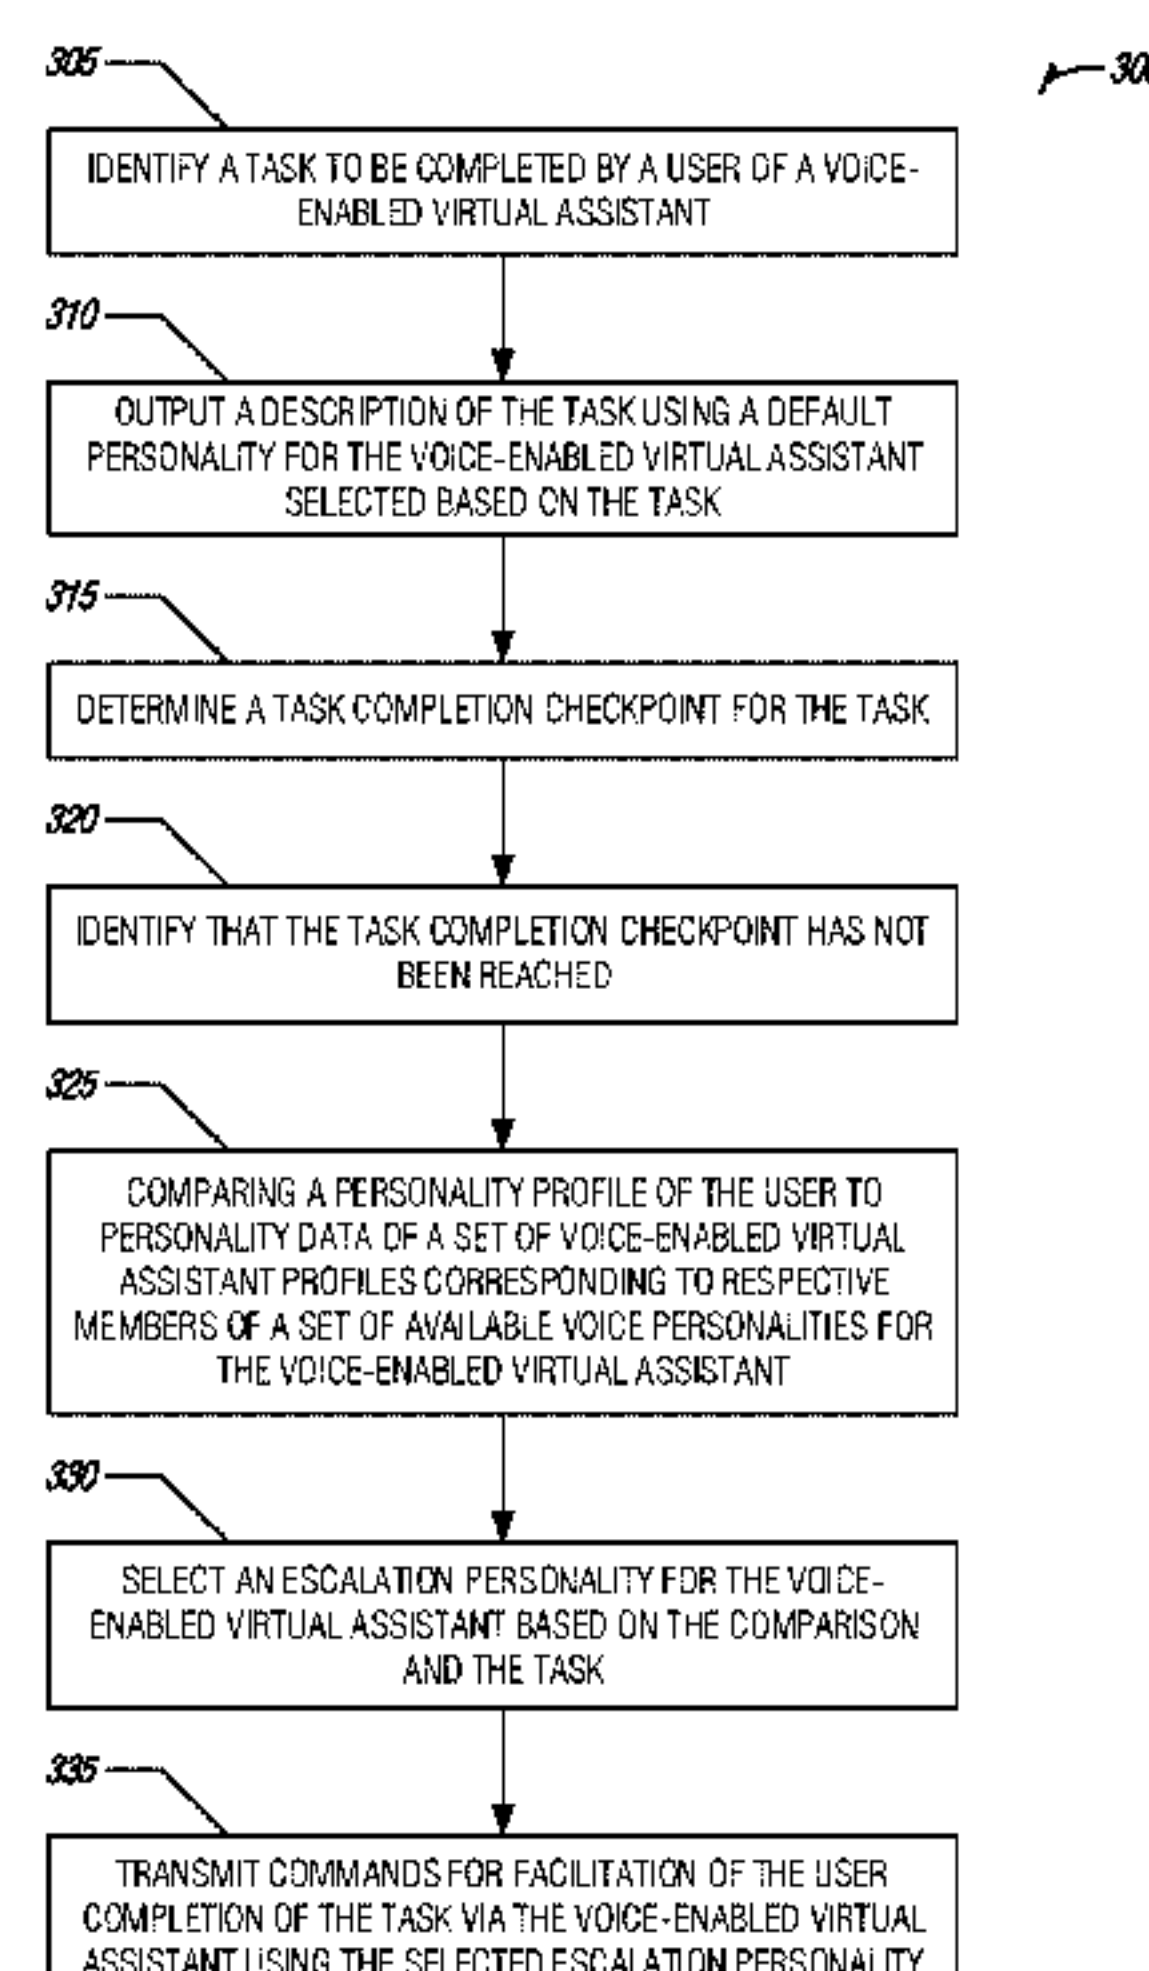 305
IDENTIFY A TASK TO BE COMPLETED BY A USER OF A VOICE-
ENABLED VIRTUAL ASSISTANT
310
OUTPUT A DESCRIPTION OF THE TASK USING A DEFAULT
PERSONALITY FOR THE VOICE-ENABLED VIRTUAL ASSISTANT
SELECTED BASED ON THE TASK
315
DETERMINE A TASK COMPLETION CHECKPOINT FOR THE TASK
320
IDENTIFY THAT THE TASK COMPLETION CHECKPOINT HAS NOT
BEEN REACHED
325
COMPARING A PERSONALITY PROFILE OF THE USER TO
PERSONALITY DATA OF A SET OF VOICE-ENABLED VIRTUAL
ASSISTANT PROFILES CORRESPONDING TO RESPECTIVE
MEMBERS OF A SET OF AVAILABLE VOICE PERSONALITIES FOR
THE VOICE-ENABLED VIRTUAL ASSISTANT
330
SELECT AN ESCALATION PERSONALITY FOR THE VOICE-
ENABLED VIRTUAL ASSISTANT BASED ON THE COMPARISON
AND THE TASK
335
TRANSMIT COMMANDS FOR FACILITATION OF THE USER
COMPLETION OF THE TASK VIA THE VOICE-ENABLED VIRTUAL
ASSISTANT USING THE SELECTED ESCALATION PERSONALITY